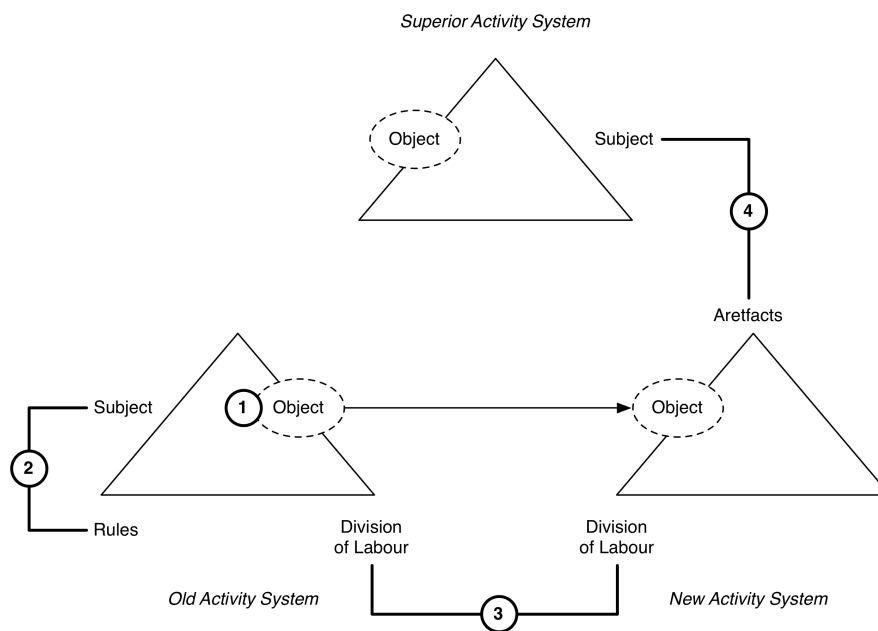 Superior Activity System
Object
Subject
4
Aretfacts
Subject
1
Object
Object
2
Rules
Division
of Labour
Division
of Labour
Old Activity System
3
New Activity System